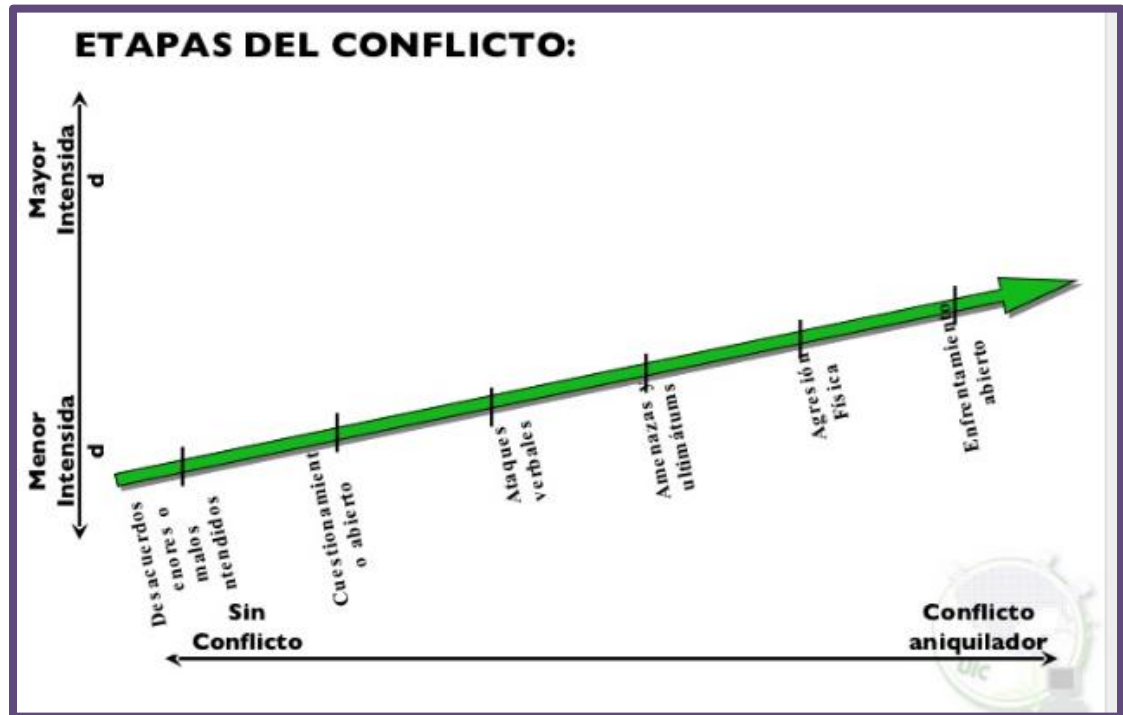 ETAPAS DEL CONFLICTO:
Mayor
Intensida
d
Menor
Intensida
d
Desacuerdos
enores o
malos
ntendidos
Cuestionamient
o abierto
Ataques
verbales
Amenazas y
ultimátums
Agresión
Física
Enfrentamiento
abierto
Sin
Conflicto
Conflicto
aniquilador
UIC